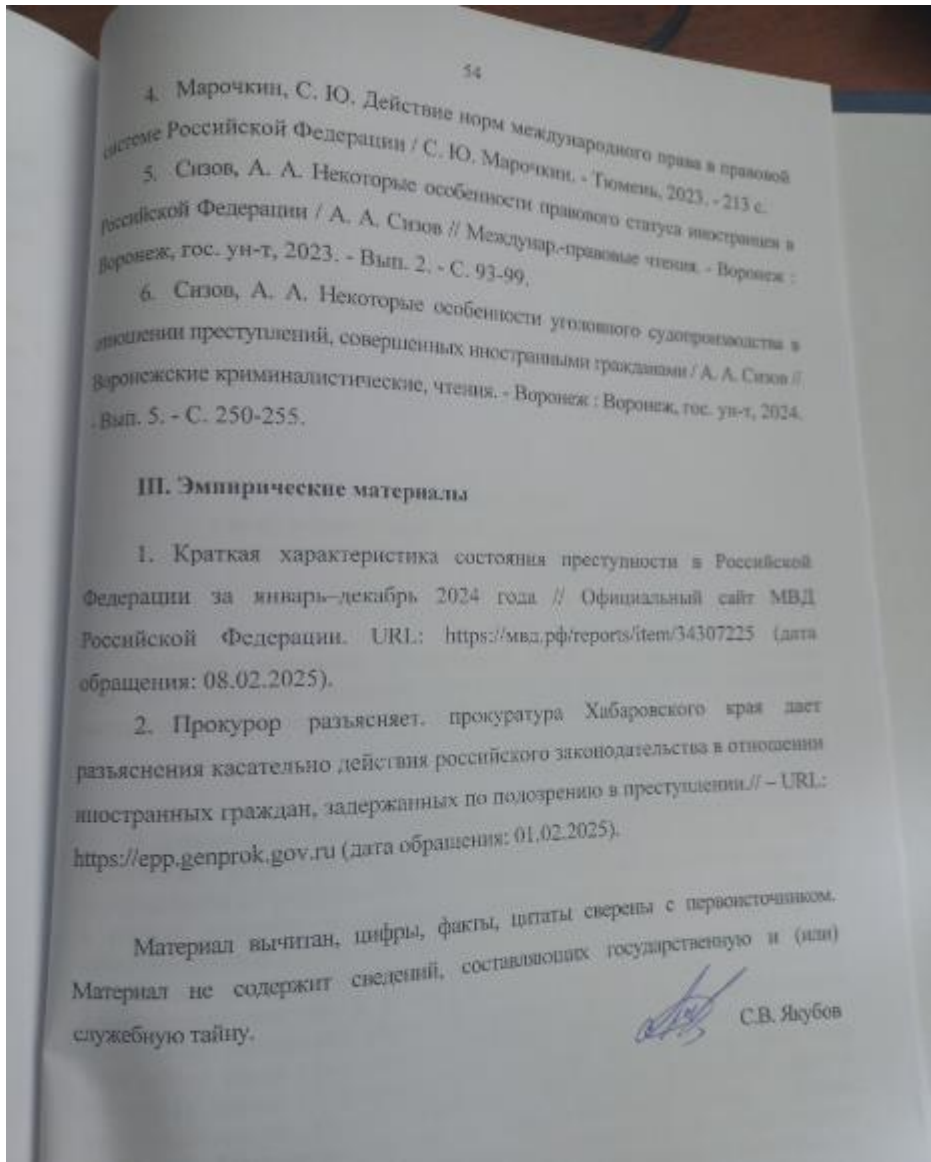 54
4. Марочкин, С. Ю. Действие норм международного права в правовой
системе Российской Федерации / С. Ю. Марочкин. - Тюмень, 2023. - 213 с.
5. Сизов, А. А. Некоторые особенности правового статуса иностранцев в
Российской Федерации / А. А. Сизов // Междунар.-правовые чтения. - Воронеж :
Воронеж, гос. ун-т, 2023. - Вып. 2. - С. 93-99.
6. Сизов, А. А. Некоторые особенности уголовного судопроизводства в
отношении преступлений, совершенных иностранными гражданами / А. А. Сизов //
Воронежские криминалистические, чтения. - Воронеж : Воронеж, гос. ун-т, 2024.
- Вып. 5. - С. 250-255.
III. Эмпирические материалы
1. Краткая характеристика состояния преступности в Российской
Федерации за январь–декабрь 2024 года // Официальный сайт МВД
Российской Федерации. URL: https://мвд.рф/reports/item/34307225 (дата
обращения: 08.02.2025).
2. Прокурор разъясняет. прокуратура Хабаровского края дает
разъяснения касательно действия российского законодательства в отношении
иностранных граждан, задержанных по подозрению в преступлении.// – URL:
https://epp.genprok.gov.ru (дата обращения: 01.02.2025).
Материал вычитан, цифры, факты, цитаты сверены с первоисточником.
Материал не содержит сведений, составляющих государственную и (или)
служебную тайну.
С.В. Якубов